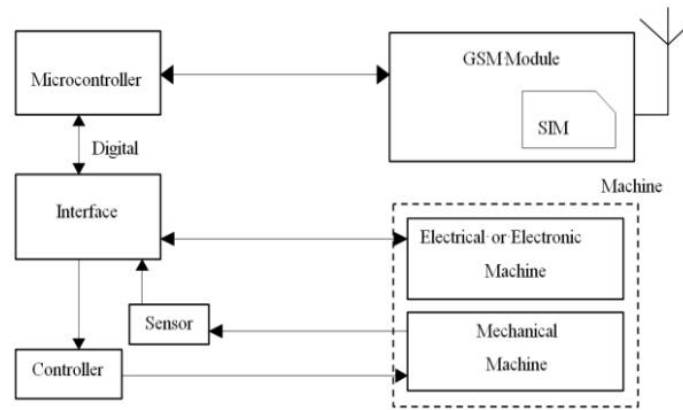 Microcontroller
GSM Module
SIM
Digital
Machine
Interface
Electrical or Electronic
Machine
Sensor
Mechanical
Machine
Controller